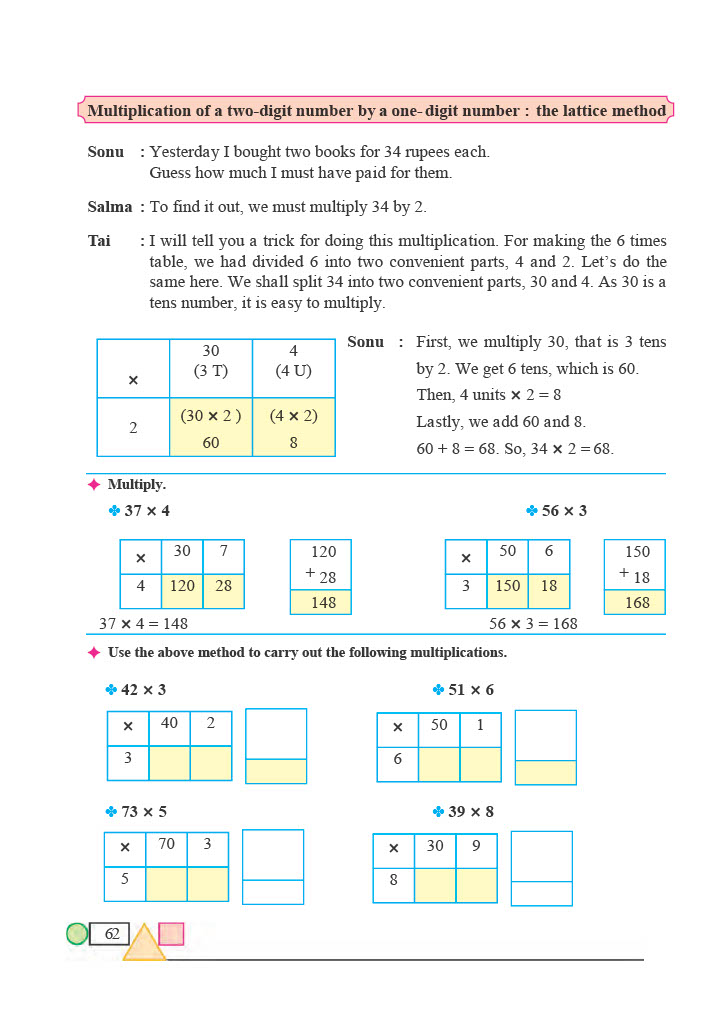 Multiplication of a two-digit number by a one- digit number : the lattice method
Sonu : Yesterday I bought two books for 34 rupees each.
Guess how much I must have paid for them.
Salma : To find it out, we must multiply 34 by 2.
Tai : I will tell you a trick for doing this multiplication. For making the 6 times
table, we had divided 6 into two convenient parts, 4 and 2. Let's do the
same here. We shall split 34 into two convenient parts, 30 and 4. As 30 is a
tens number, it is easy to multiply.
× 30 4
(3 T) (4 U)
2 (30 × 2 ) (4 × 2)
60 8
Sonu : First, we multiply 30, that is 3 tens
by 2. We get 6 tens, which is 60.
Then, 4 units × 2 = 8
Lastly, we add 60 and 8.
60 + 8 = 68. So, 34 × 2 = 68.
Multiply.
37 × 4
× 30 7
4 120 28
120
+ 28
148
37 × 4 = 148
56 × 3
× 50 6
3 150 18
150
+ 18
168
56 × 3 = 168
Use the above method to carry out the following multiplications.
42 × 3
× 40 2
3
51 × 6
× 50 1
6
73 × 5
× 70 3
5
39 × 8
× 30 9
8
62